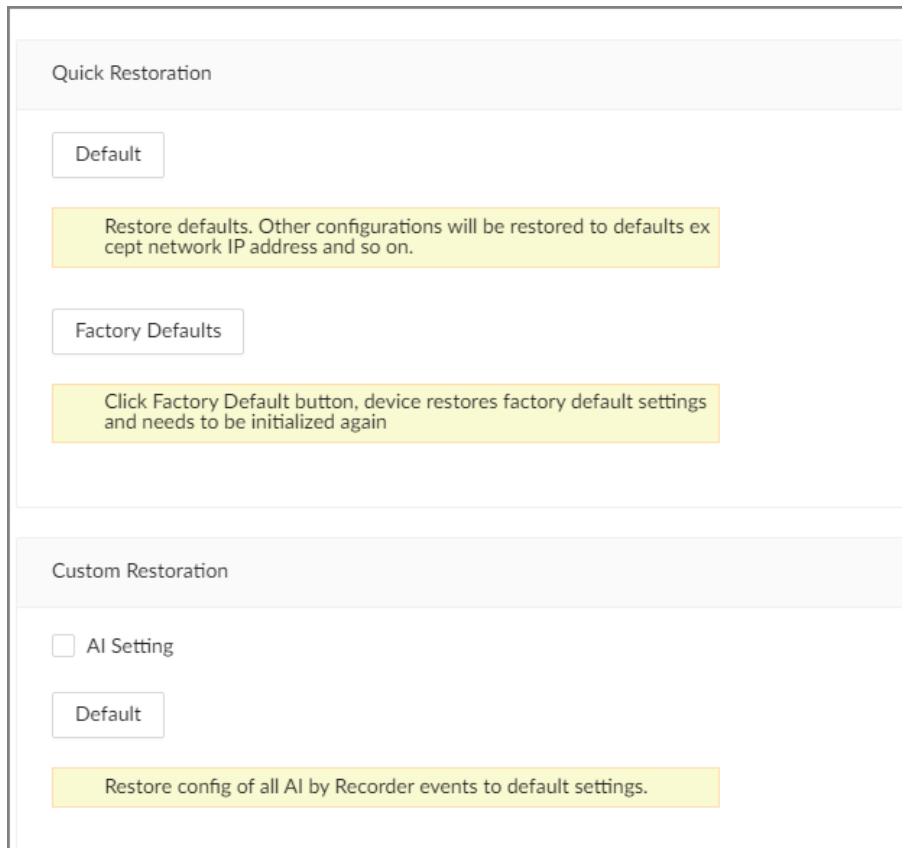 Quick Restoration
Default
Restore defaults. Other configurations will be restored to defaults ex
cept network IP address and so on.
Factory Defaults
Click Factory Default button, device restores factory default settings
and needs to be initialized again
Custom Restoration
AI Setting
Default
Restore config of all AI by Recorder events to default settings.